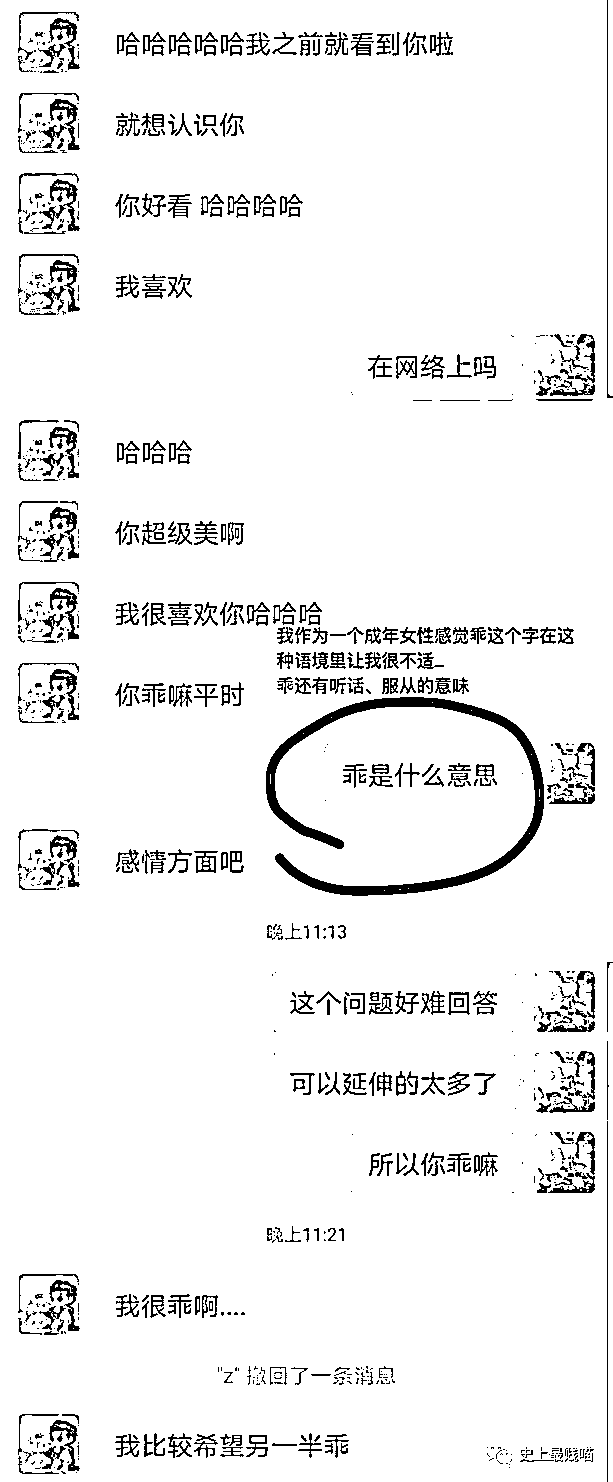 哈哈哈哈哈我之前就看到你啦
就想认识你
你好看 哈哈哈哈
我喜欢
在网络上吗
哈哈哈
你超级美啊
我很喜欢你哈哈哈
我作为一个成年女性感觉乖这个字在这
种语境里让我很不适_
乖还有听话、服从的意味
你乖嘛平时
乖是什么意思
感情方面吧
晚上11:13
这个问题好难回答
可以延伸的太多了
所以你乖嘛
晚上11:21
我很乖啊....
"z" 撤回了一条消息
我比较希望另一半乖
史上最贱喵